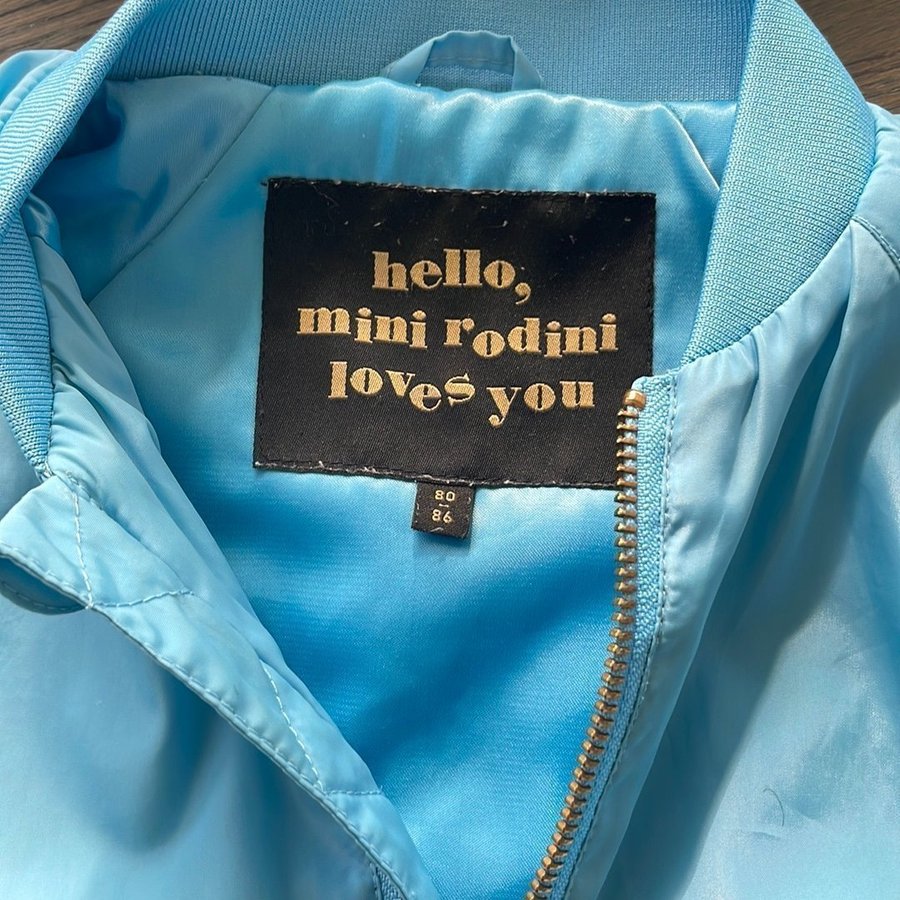 hello,
mini rodini
loves you
80
–
86